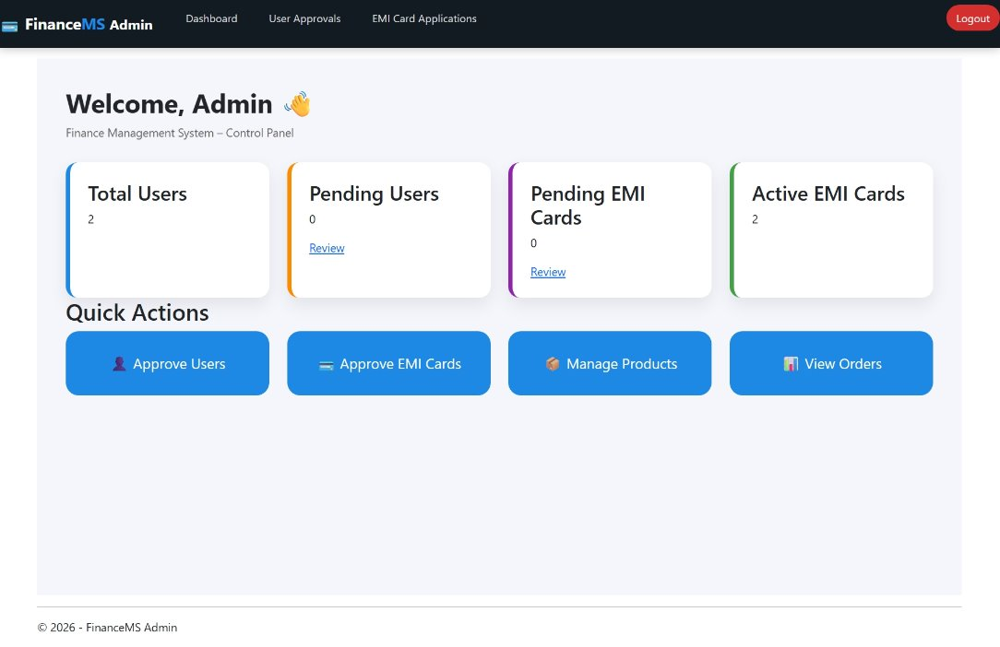 FinanceMS Admin
Dashboard
User Approvals
EMI Card Applications
Logout
Welcome, Admin 👋
Finance Management System – Control Panel
Total Users
2
Pending Users
0
Review
Pending EMI
Cards
0
Review
Active EMI Cards
2
Quick Actions
Approve Users
Approve EMI Cards
Manage Products
View Orders
© 2026 - FinanceMS Admin